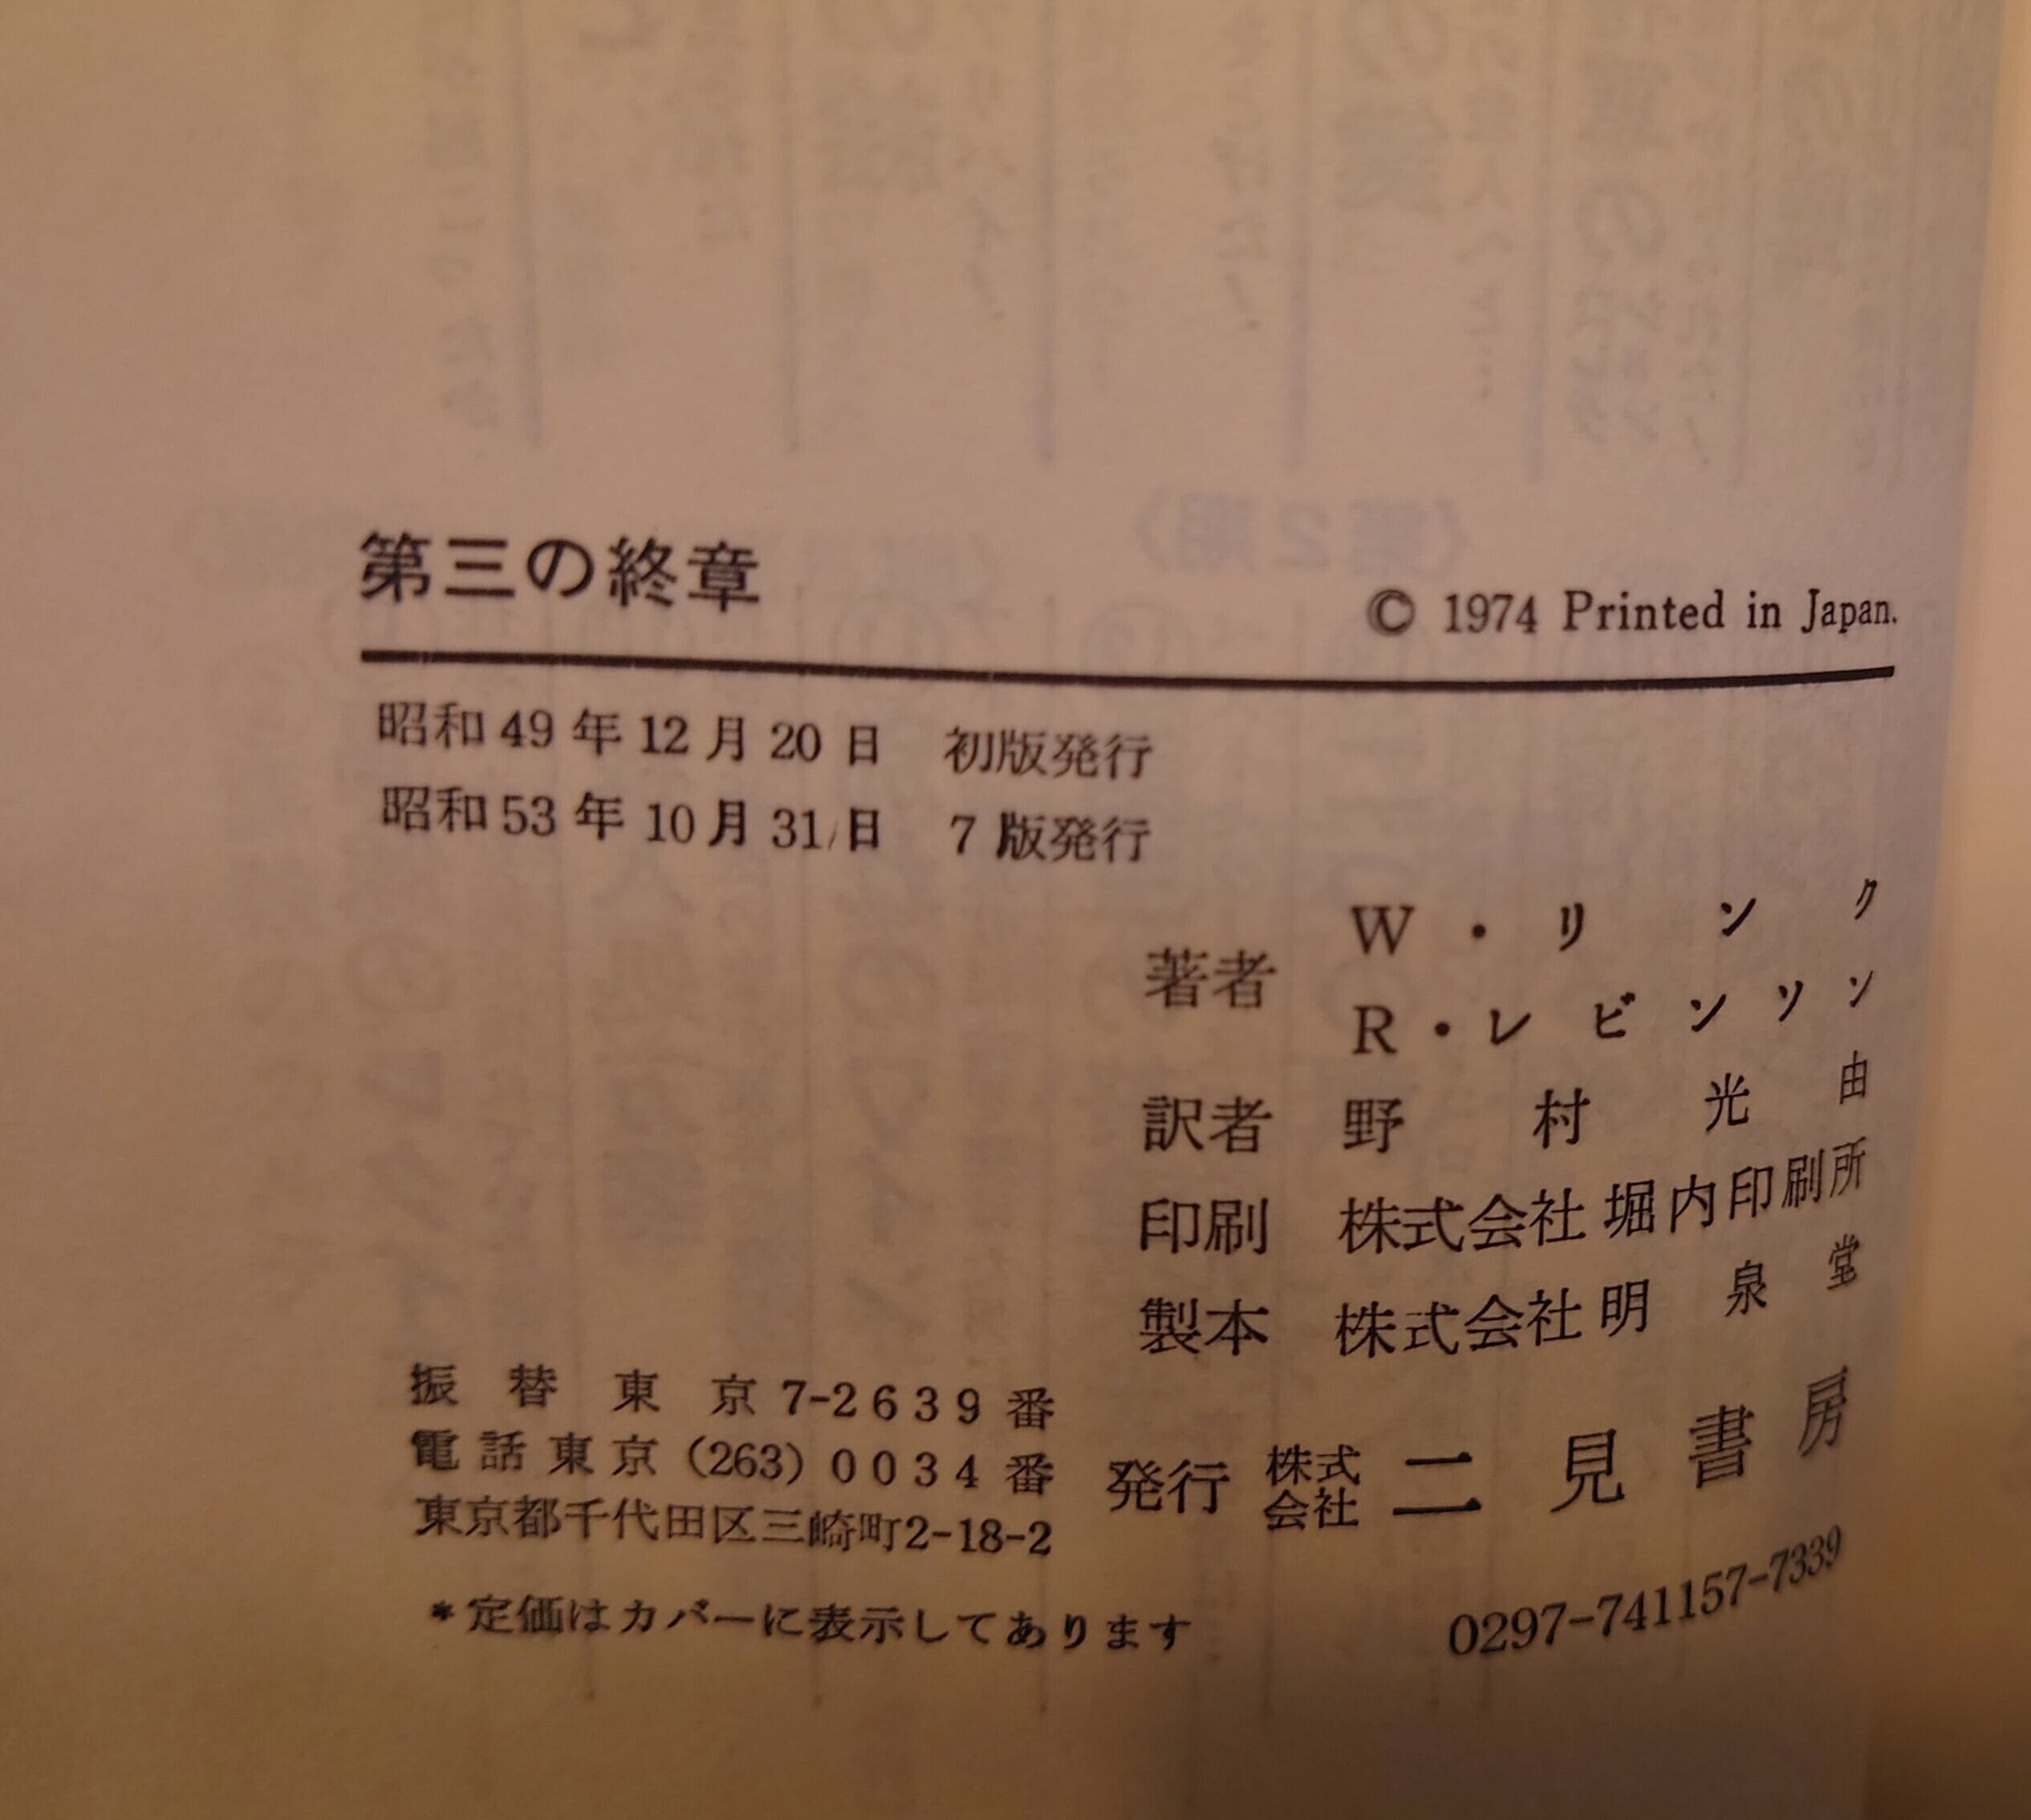 第三の終章
© 1974 Printed in Japan.
昭和49年12月20日 初版発行
昭和53年10月31日 7版発行
著者 W・リンク
R・レビンソン
訳者 野村光由
印刷 株式会社 堀内印刷所
製本 株式会社 明泉堂
振替東京7-2639番
電話東京(263)0034番
東京都千代田区三崎町2-18-2
発行 株式会社 二見書房
*定価はカバーに表示してあります
0297-741157-7339
〈第2期〉